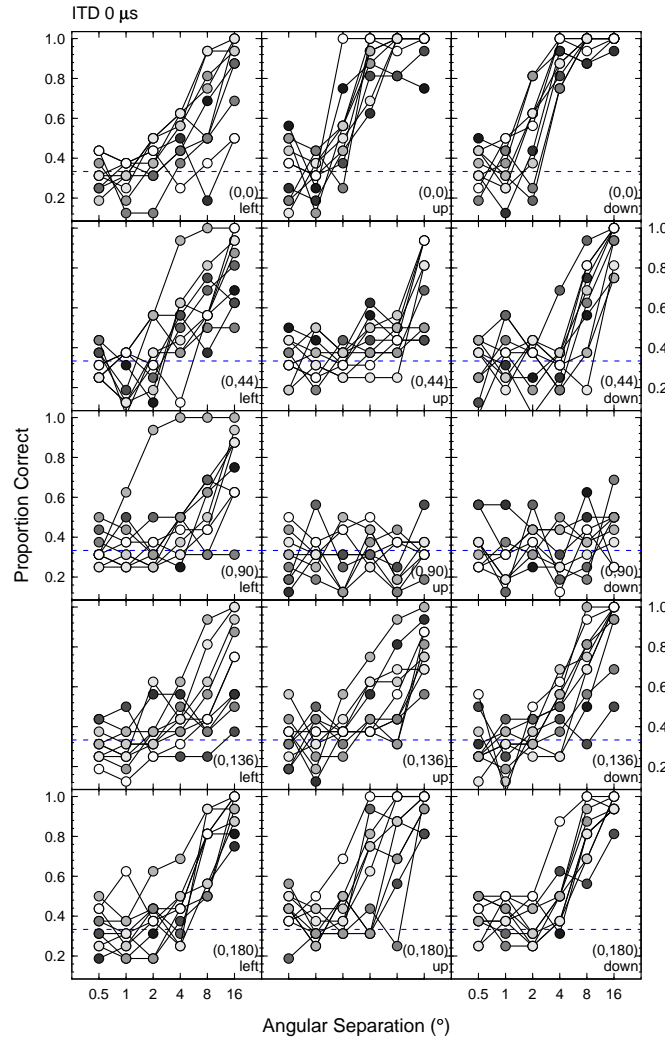 ITD 0 µs
1.0
0.8
0.6
0.4
0.2
(0,0)
left
(0,0)
up
(0,0)
down
1.0
0.8
0.6
0.4
0.2
(0,44)
left
(0,44)
up
(0,44)
down
1.0
0.8
0.6
0.4
0.2
(0,90)
left
(0,90)
up
(0,90)
down
1.0
0.8
0.6
0.4
0.2
(0,136)
left
(0,136)
up
(0,136)
down
1.0
0.8
0.6
0.4
0.2
(0,180)
left
(0,180)
up
(0,180)
down
Proportion Correct
0.5 1 2 4 8 16
0.5 1 2 4 8 16
Angular Separation (°)